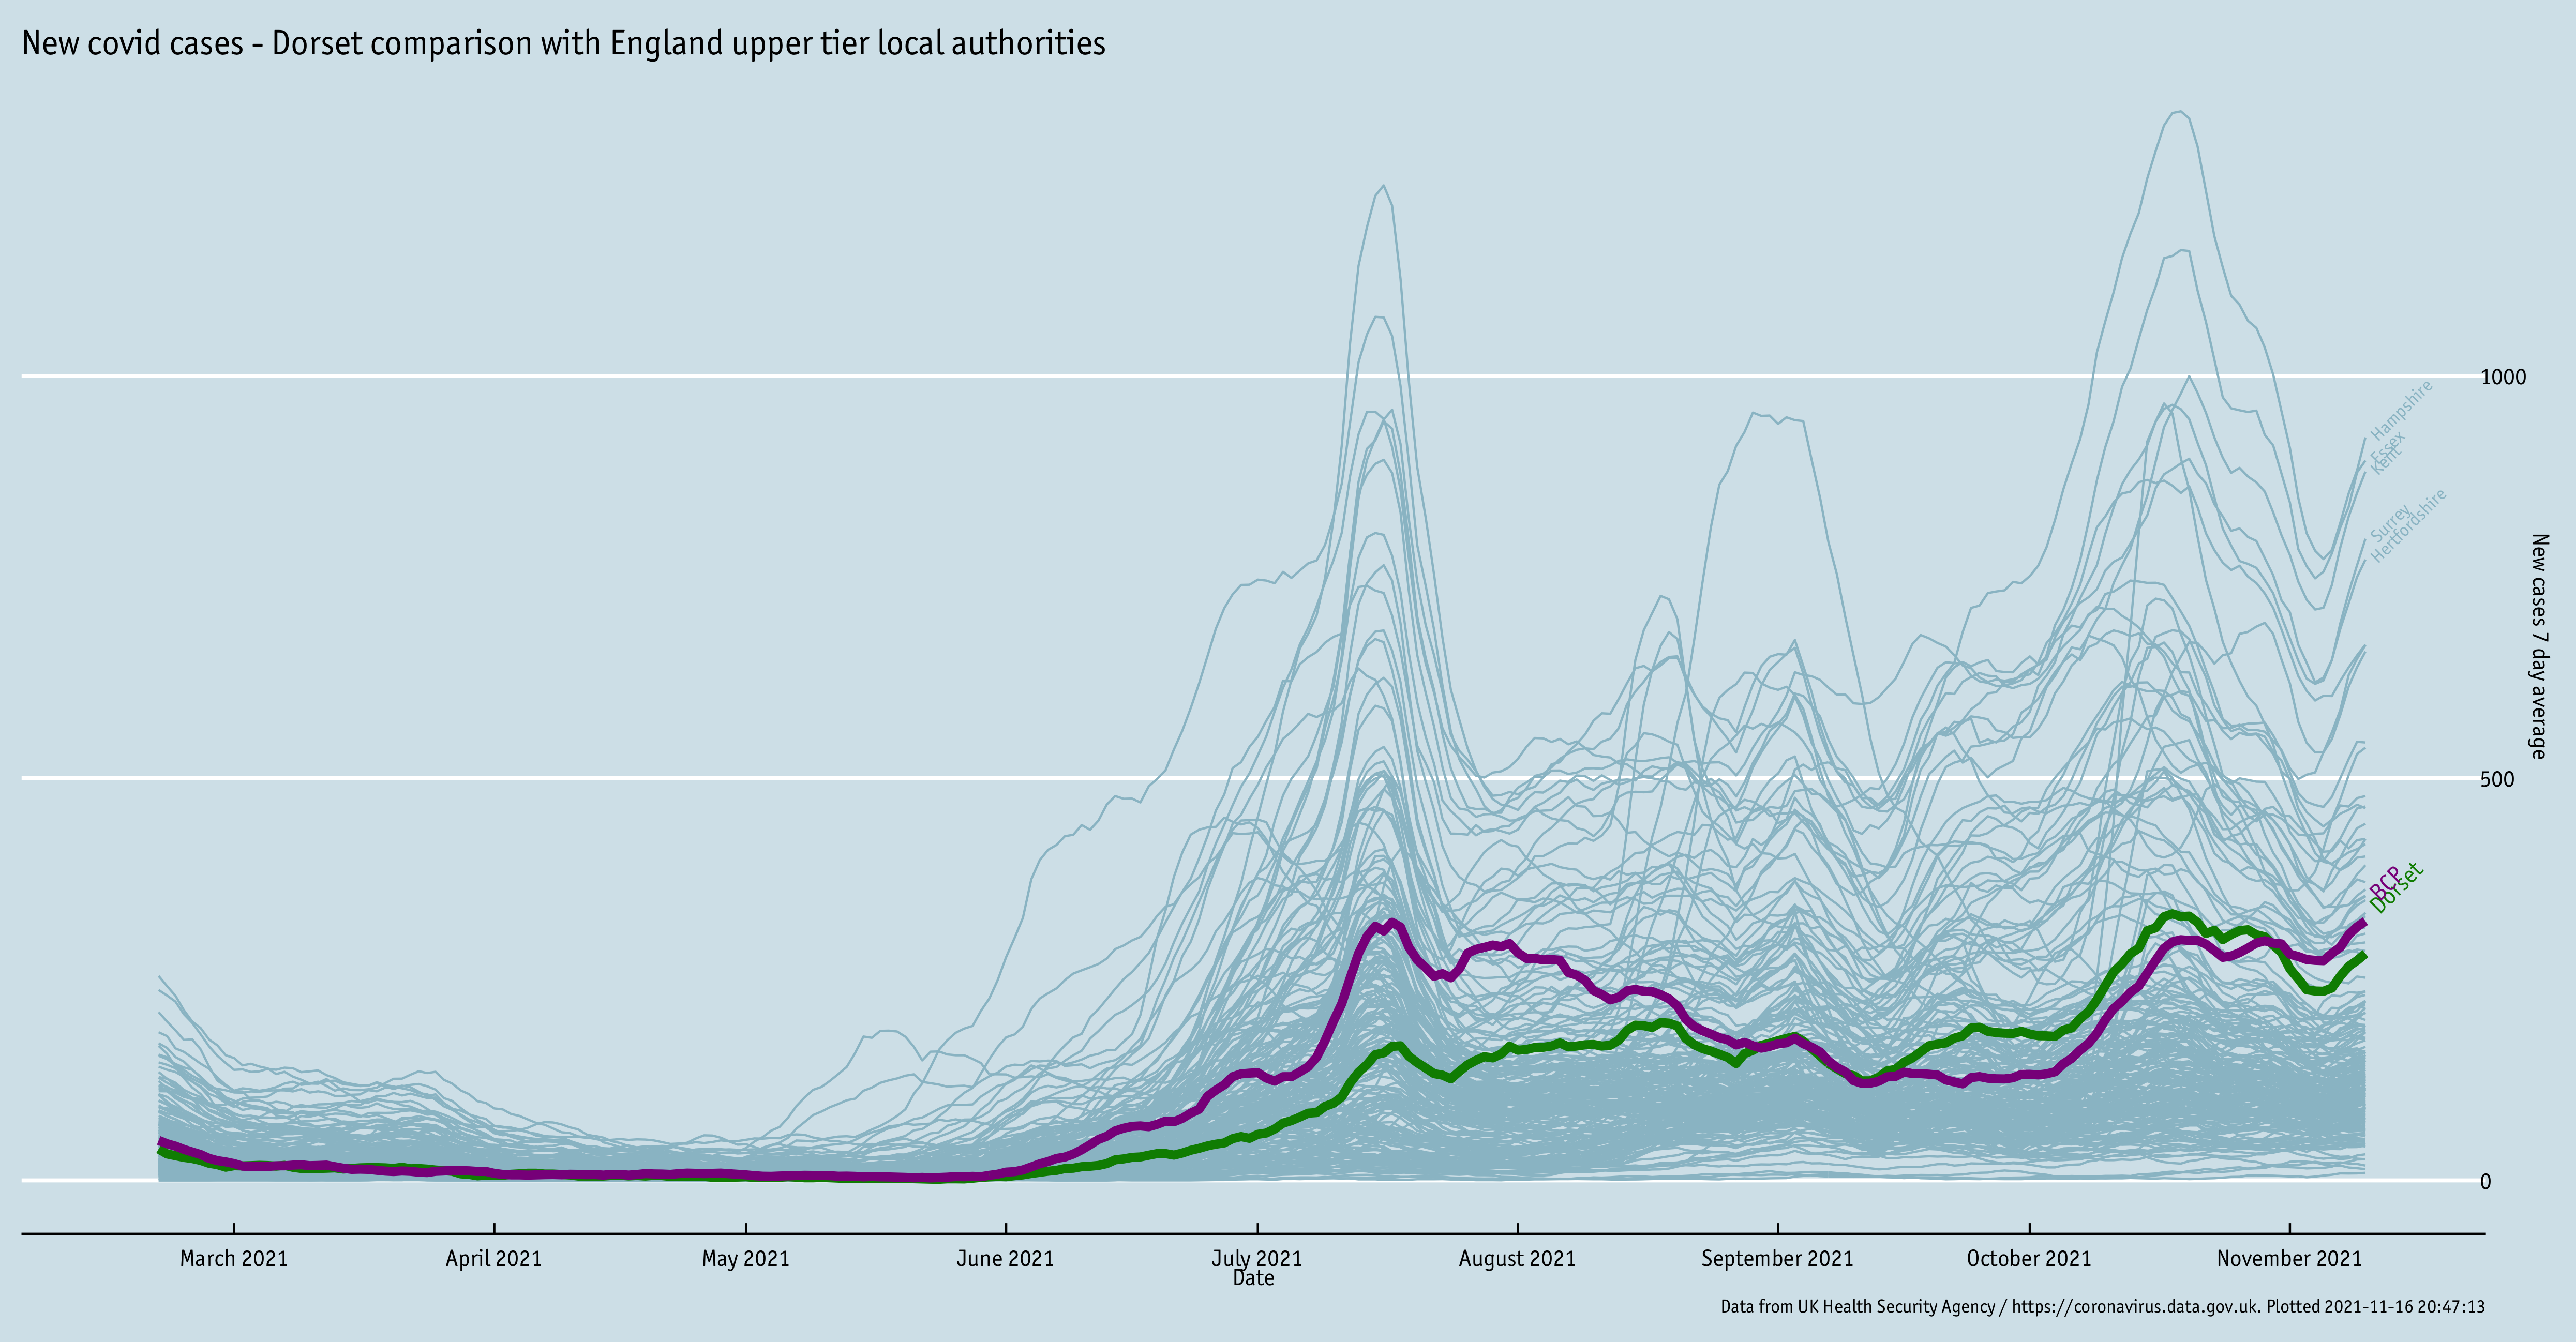 New covid cases - Dorset comparison with England upper tier local authorities
1000
Hampshire
Essex
Kent
Surrey
Hertfordshire
New cases 7 day average
500
BCP
Dorset
0
March 2021
April 2021
May 2021
June 2021
July 2021
August 2021
September 2021
October 2021
November 2021
Date
Data from UK Health Security Agency / https://coronavirus.data.gov.uk. Plotted 2021-11-16 20:47:13